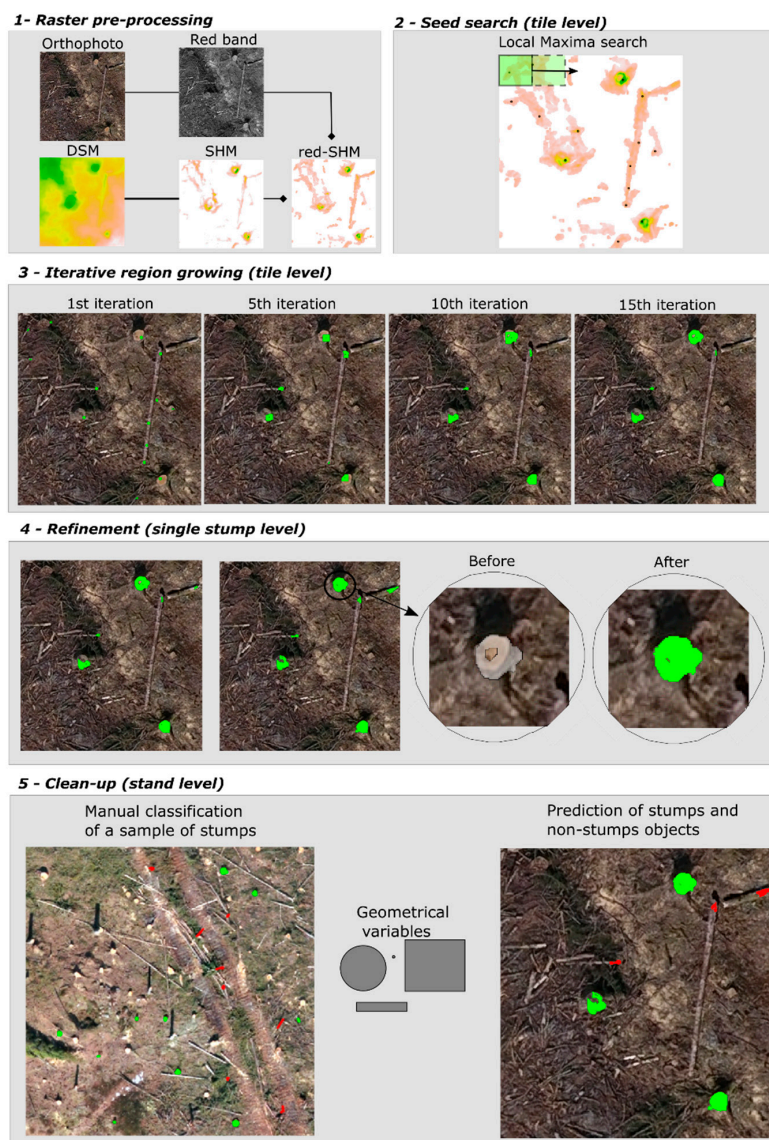 1- Raster pre-processing
Orthophoto
Red band
DSM
SHM
red-SHM
2 - Seed search (tile level)
Local Maxima search
3 - Iterative region growing (tile level)
1st iteration
5th iteration
10th iteration
15th iteration
4 - Refinement (single stump level)
Before
After
5 - Clean-up (stand level)
Manual classification
of a sample of stumps
Geometrical
variables
Prediction of stumps and
non-stumps objects